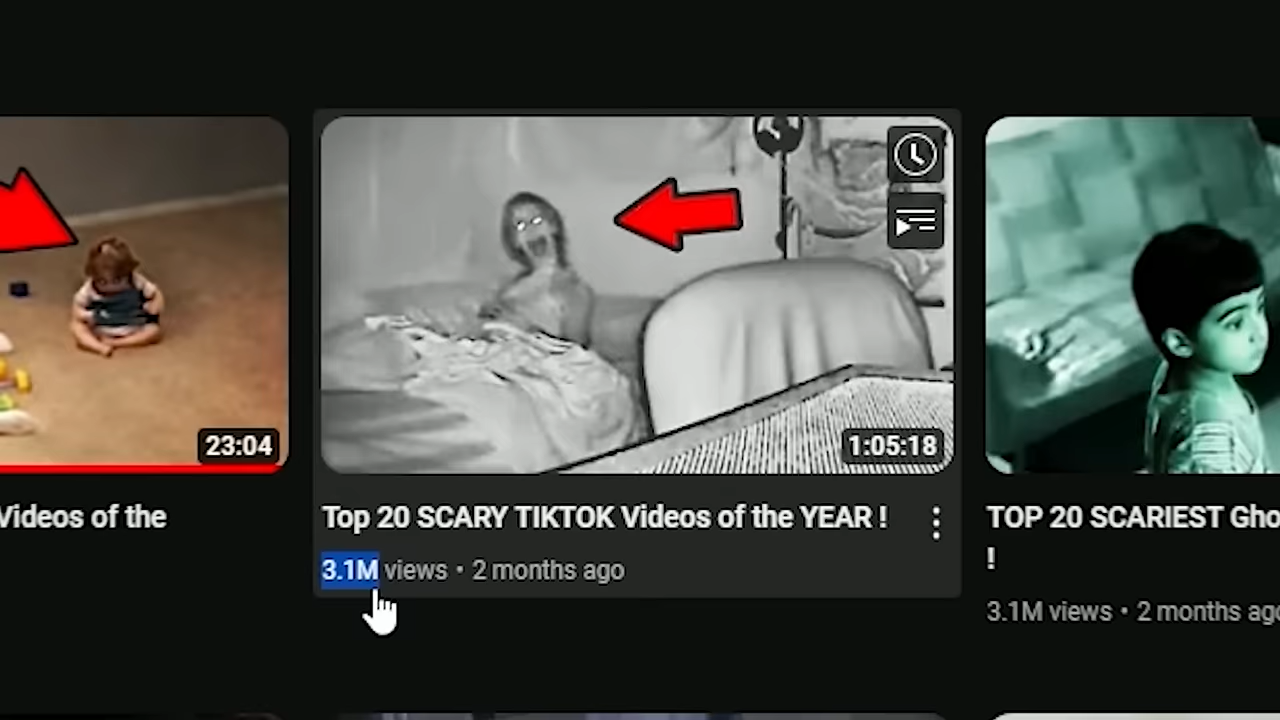 23:04
1:05:18
Videos of the
Top 20 SCARY TIKTOK Videos of the YEAR !
3.1M views • 2 months ago
TOP 20 SCARIEST Gho
!
3.1M views • 2 months ago